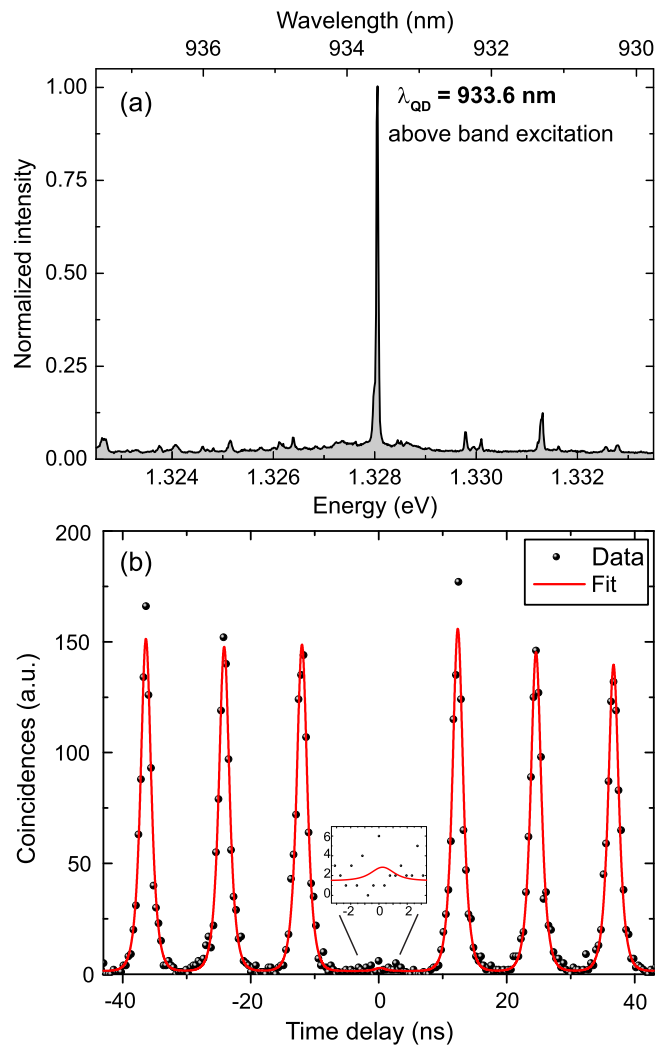 Wavelength (nm)
936 934 932 930
(a)
λQD = 933.6 nm
above band excitation
Normalized intensity
1.00
0.75
0.50
0.25
0.00
1.324 1.326 1.328 1.330 1.332
Energy (eV)
(b)
Data
Fit
Coincidences (a.u.)
200
150
100
50
0
6
4
2
0
-2 0 2
-40 -20 0 20 40
Time delay (ns)